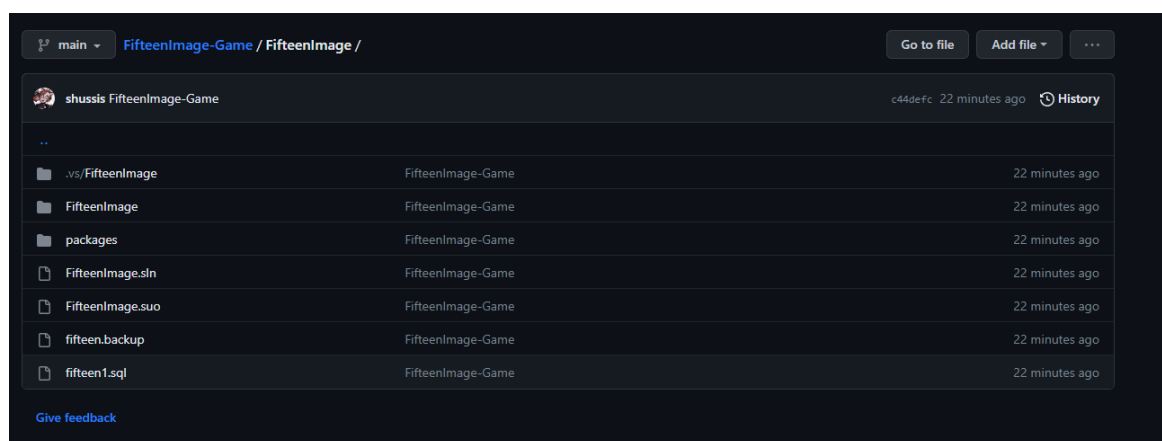 main FifteenImage-Game / FifteenImage / Go to file Add file ...
shussis FifteenImage-Game c44defc 22 minutes ago History
..
.vs/FifteenImage FifteenImage-Game 22 minutes ago
FifteenImage FifteenImage-Game 22 minutes ago
packages FifteenImage-Game 22 minutes ago
FifteenImage.sln FifteenImage-Game 22 minutes ago
FifteenImage.suo FifteenImage-Game 22 minutes ago
fifteen.backup FifteenImage-Game 22 minutes ago
fifteen1.sql FifteenImage-Game 22 minutes ago
Give feedback